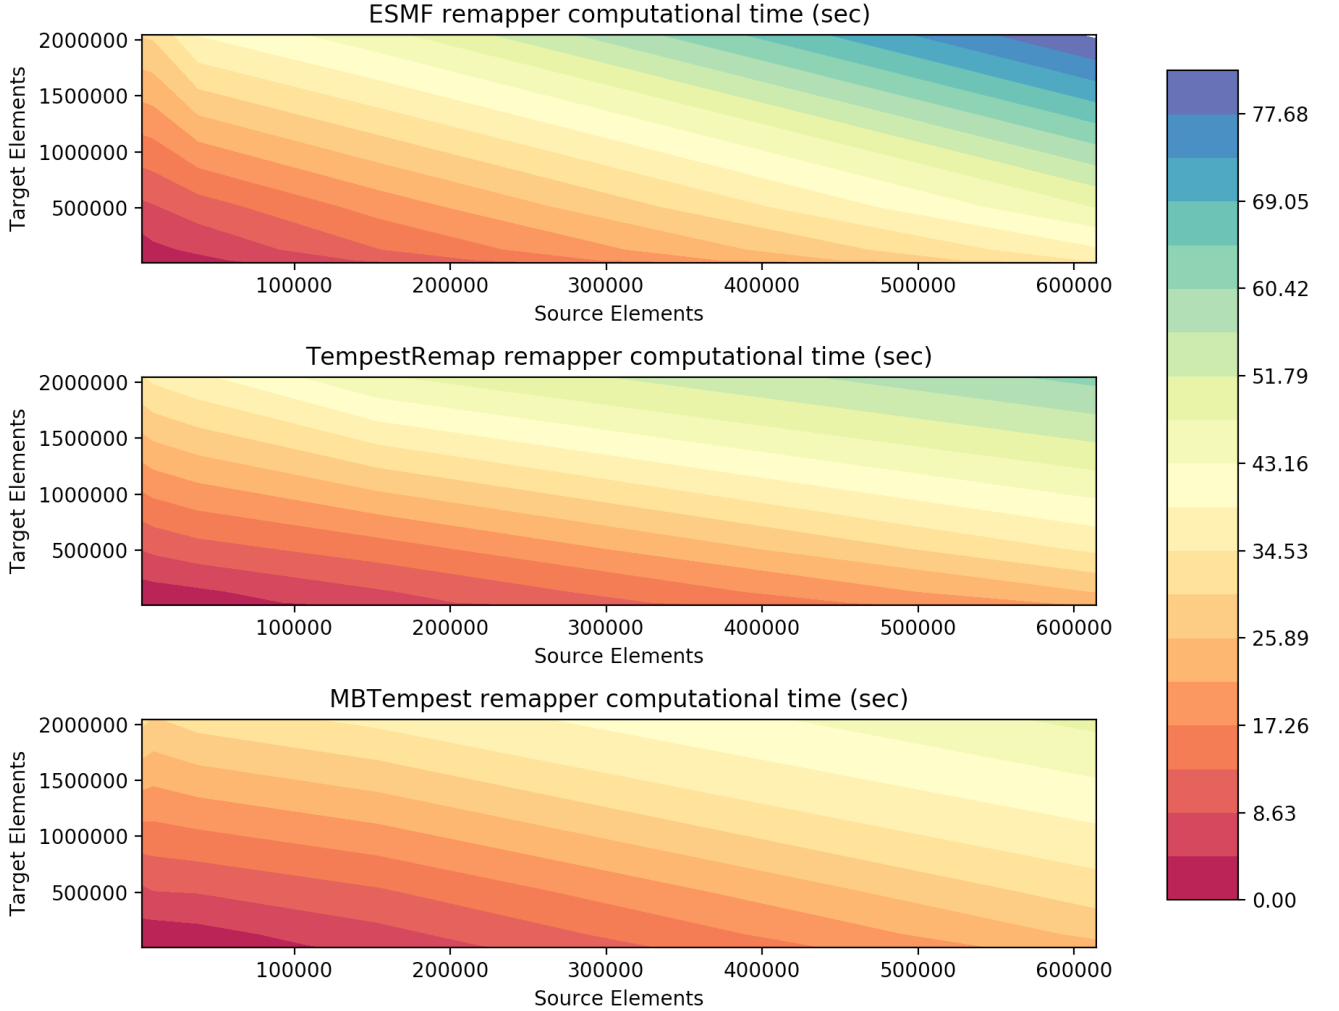 ESMF remapper computational time (sec)
Target Elements
2000000
1500000
1000000
500000
100000 200000 300000 400000 500000 600000
Source Elements
TempestRemap remapper computational time (sec)
Target Elements
2000000
1500000
1000000
500000
100000 200000 300000 400000 500000 600000
Source Elements
MBTempest remapper computational time (sec)
Target Elements
2000000
1500000
1000000
500000
100000 200000 300000 400000 500000 600000
Source Elements
77.68
69.05
60.42
51.79
43.16
34.53
25.89
17.26
8.63
0.00